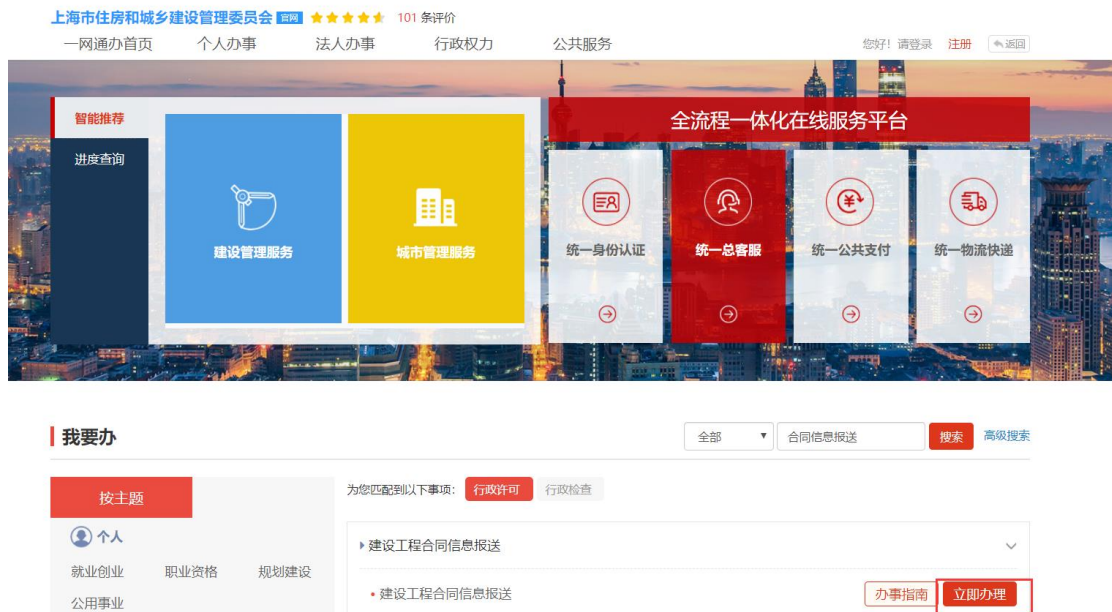 上海市住房和城乡建设管理委员会 官网 101 条评价
一网通办首页 个人办事 法人办事 行政权力 公共服务 您好！请登录 注册 返回
智能推荐
进度查询
建设管理服务 城市管理服务
全流程一体化在线服务平台
统一身份认证 统一总客服 统一公共支付 统一物流快递
我要办 全部 合同信息报送 搜索 高级搜索
按主题 为您匹配到以下事项： 行政许可 行政检查
个人
就业创业 职业资格 规划建设
公用事业
建设工程合同信息报送
建设工程合同信息报送 办事指南 立即办理